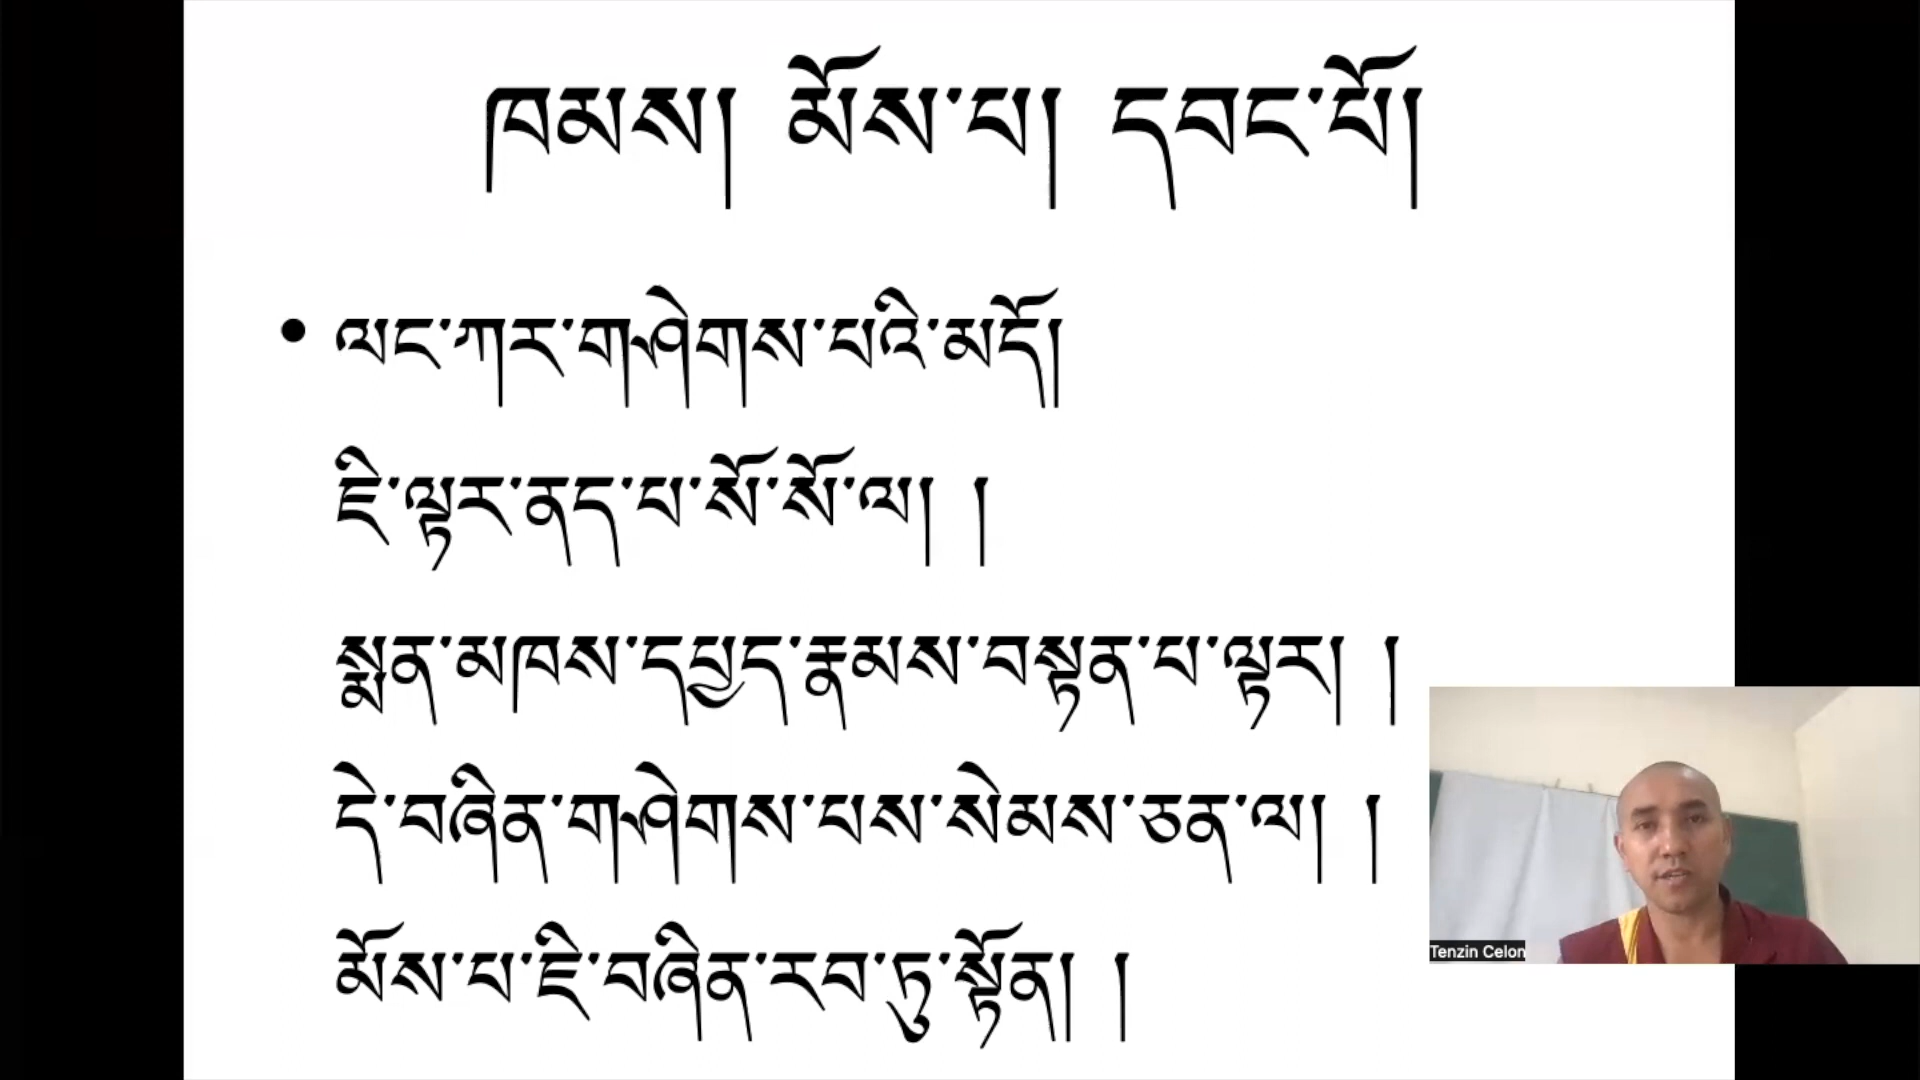 ཁམས། མོས་པ། དབང་པོ།
• ལང་ཀར་གཤེགས་པའི་མདོ།
ཇི་ལྟར་ནད་པ་སོ་སོ་ལ། །
སྨན་མཁས་དཔྱད་རྣམས་བསྟན་པ་ལྟར། །
དེ་བཞིན་གཤེགས་པས་སེམས་ཅན་ལ། །
མོས་པ་ཇི་བཞིན་རབ་ཏུ་སྟོན། །
Tenzin Celon